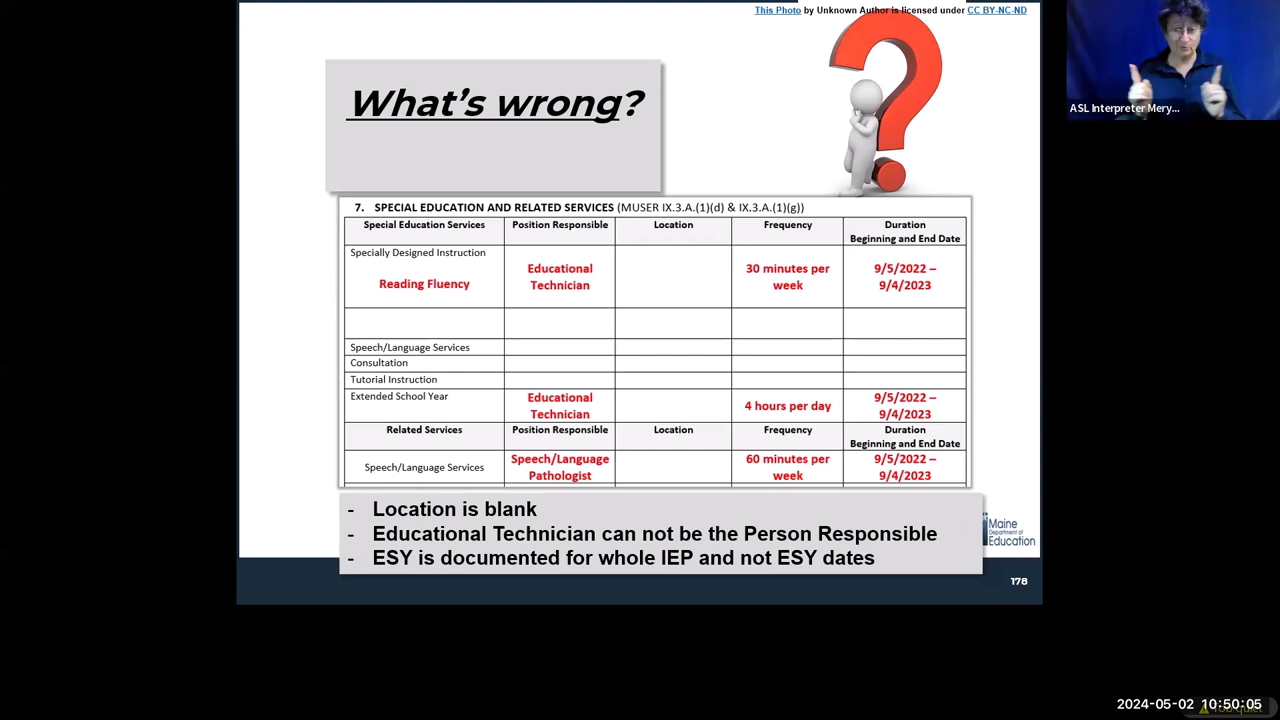 This Photo by Unknown Author is licensed under CC BY-NC-ND
ASL Interpreter Mery...
What's wrong?
7. SPECIAL EDUCATION AND RELATED SERVICES (MUSER IX.3.A.(1)(d) & IX.3.A.(1)(g))
Special Education Services Position Responsible Location Frequency Duration
Beginning and End Date
Specially Designed Instruction
Reading Fluency Educational Technician 30 minutes per week 9/5/2022 – 9/4/2023
Speech/Language Services
Consultation
Tutorial Instruction
Extended School Year Educational Technician 4 hours per day 9/5/2022 – 9/4/2023
Related Services Position Responsible Location Frequency Duration
Beginning and End Date
Speech/Language Services Speech/Language Pathologist 60 minutes per week 9/5/2022 – 9/4/2023
- Location is blank
- Educational Technician can not be the Person Responsible
- ESY is documented for whole IEP and not ESY dates
Maine
Department of
Education
178
2024-05-02 10:50:05